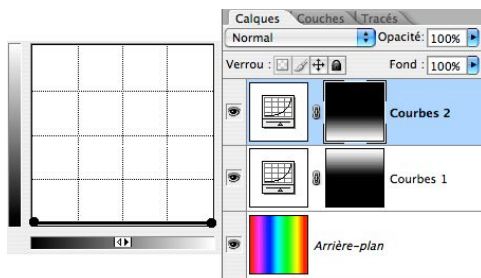 Calques Couches Tracés
Normal Opacité: 100%
Verrou : Fond : 100%
Courbes 2
Courbes 1
Arrière-plan